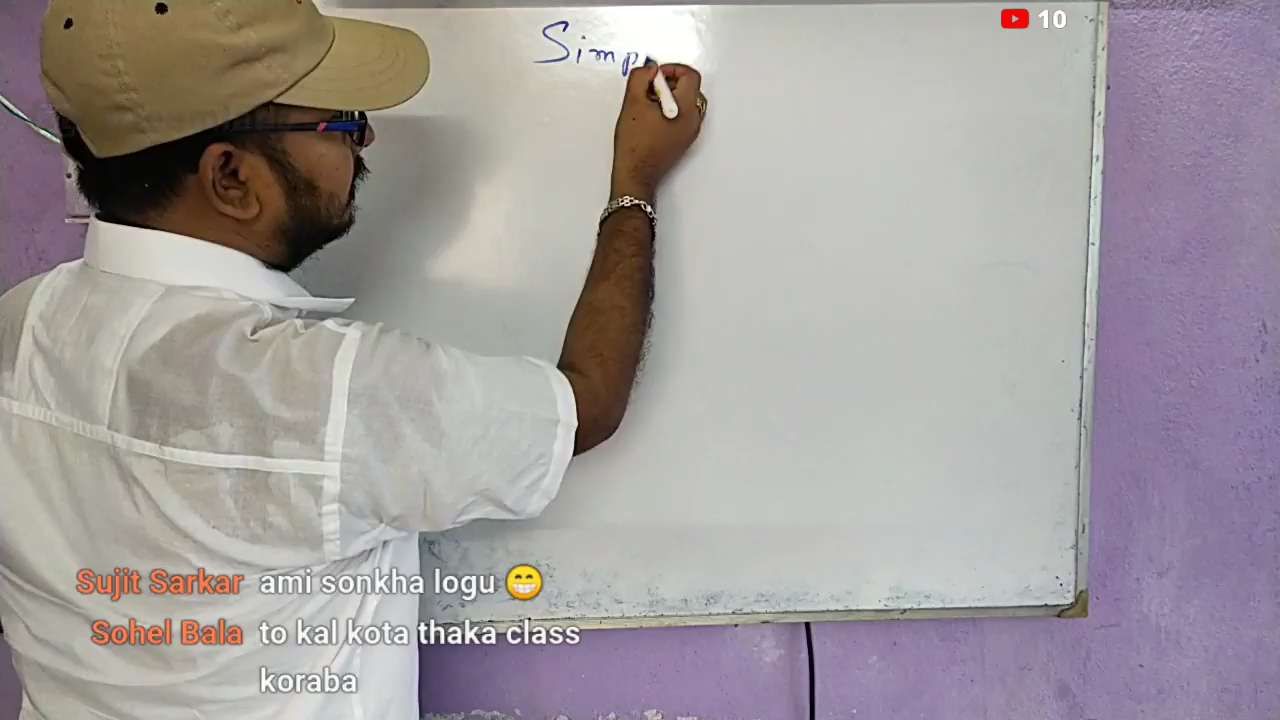 10
Simp
Sujit Sarkar ami sonkha logu 😁
Sohel Bala to kal kota thaka class
koraba